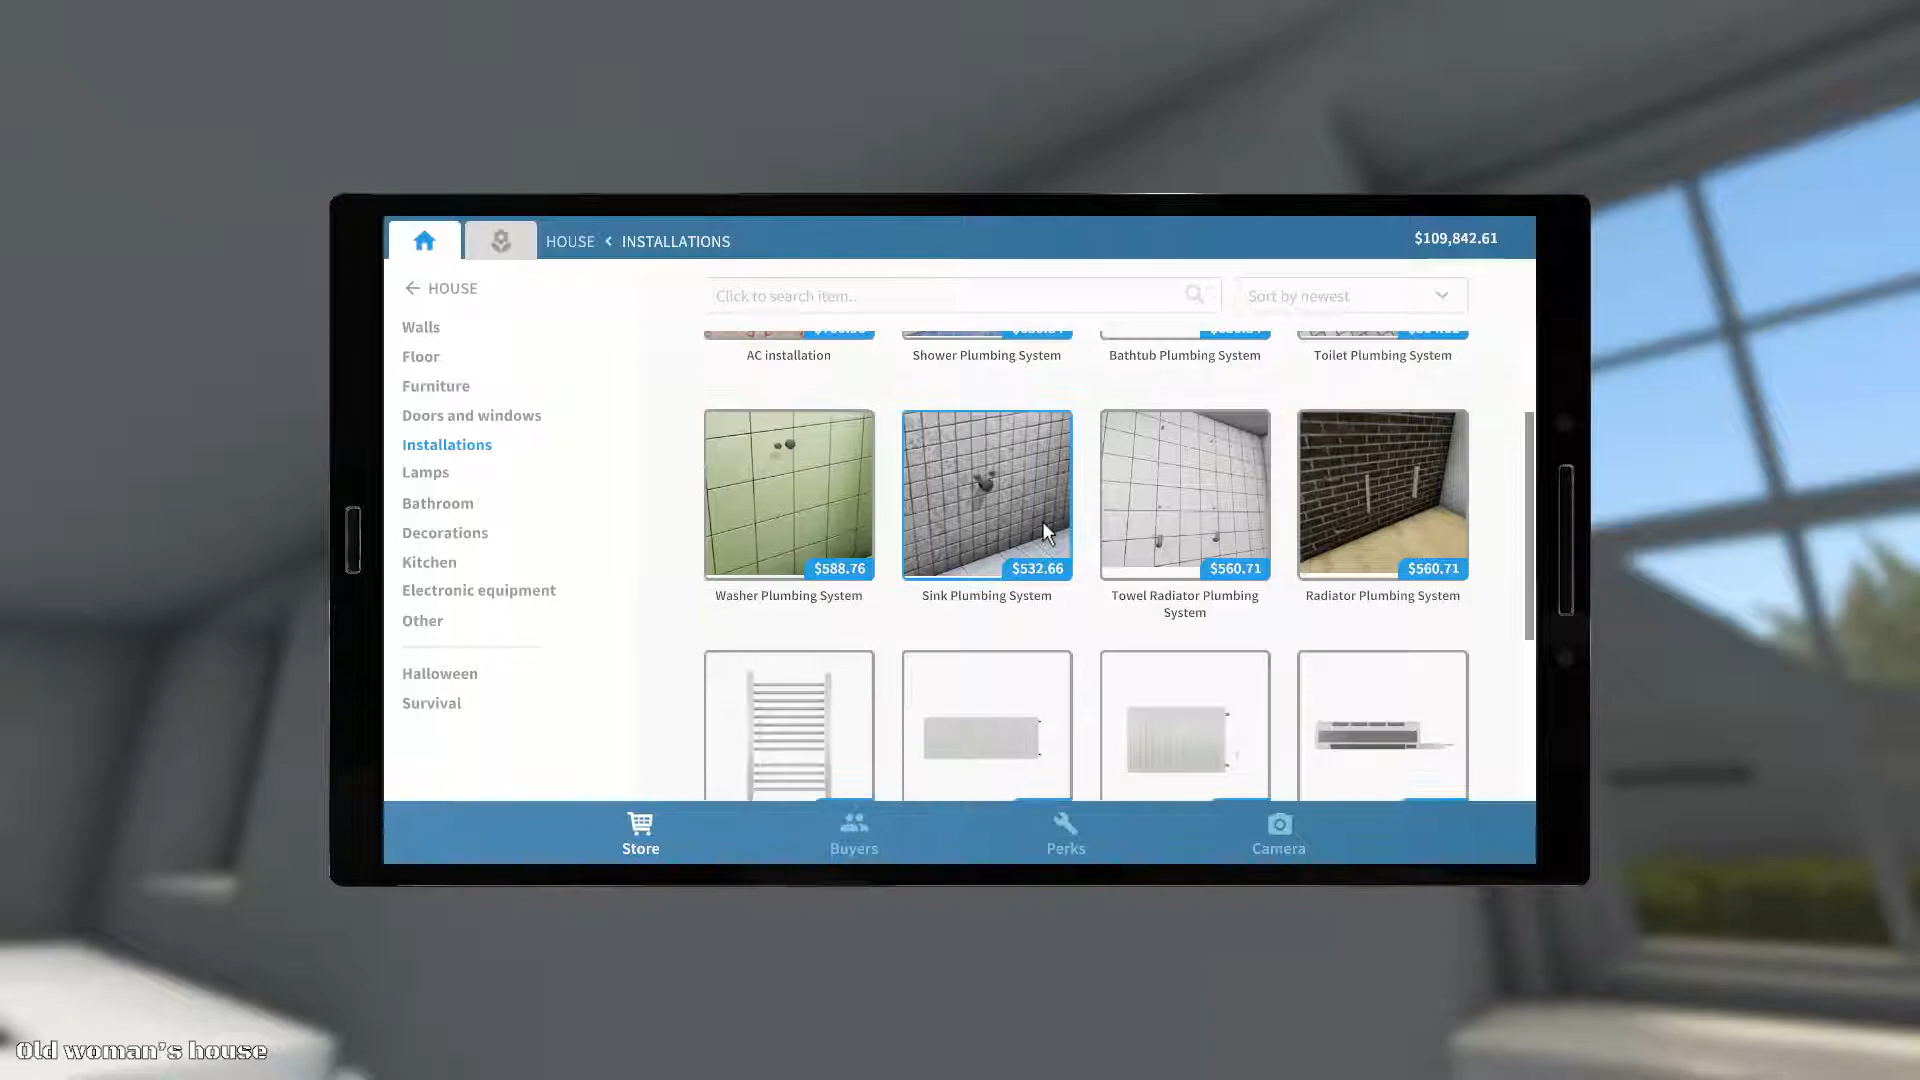 HOUSE < INSTALLATIONS
$109,842.61
← HOUSE
Click to search item..
Sort by newest
Walls
Floor
Furniture
Doors and windows
Installations
Lamps
Bathroom
Decorations
Kitchen
Electronic equipment
Other
Halloween
Survival
AC installation
Shower Plumbing System
Bathtub Plumbing System
Toilet Plumbing System
$588.76
$532.66
$560.71
$560.71
Washer Plumbing System
Sink Plumbing System
Towel Radiator Plumbing
System
Radiator Plumbing System
Store
Buyers
Perks
Camera
Old woman's house